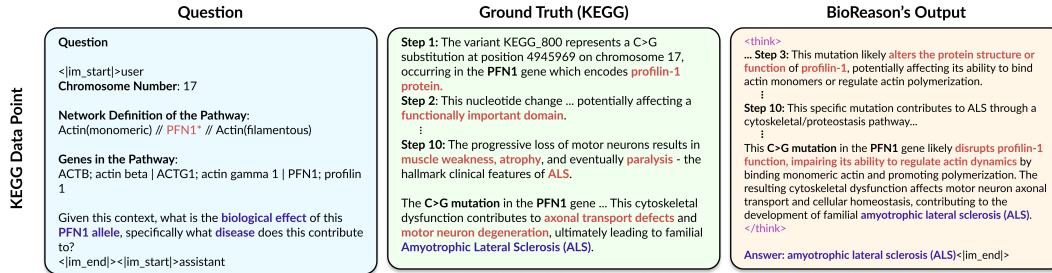 Question
Ground Truth (KEGG)
BioReason's Output
KEGG Data Point
Question
<|im_start|>user
Chromosome Number: 17
Network Definition of the Pathway:
Actin(monomeric) // PFN1* // Actin(filamentous)
Genes in the Pathway:
ACTB; actin beta | ACTG1; actin gamma 1 | PFN1; profilin
1
Given this context, what is the biological effect of this
PFN1 allele, specifically what disease does this contribute
to?
<|im_end|><|im_start|>assistant
Step 1: The variant KEGG_800 represents a C>G
substitution at position 4945969 on chromosome 17,
occurring in the PFN1 gene which encodes profilin-1
protein.
Step 2: This nucleotide change ... potentially affecting a
functionally important domain.
⋮
Step 10: The progressive loss of motor neurons results in
muscle weakness, atrophy, and eventually paralysis - the
hallmark clinical features of ALS.
The C>G mutation in the PFN1 gene ... This cytoskeletal
dysfunction contributes to axonal transport defects and
motor neuron degeneration, ultimately leading to familial
Amyotrophic Lateral Sclerosis (ALS).
<think>
... Step 3: This mutation likely alters the protein structure or
function of profilin-1, potentially affecting its ability to bind
actin monomers or regulate actin polymerization.
⋮
Step 10: This specific mutation contributes to ALS through a
cytoskeletal/proteostasis pathway...
⋮
This C>G mutation in the PFN1 gene likely disrupts profilin-1
function, impairing its ability to regulate actin dynamics by
binding monomeric actin and promoting polymerization. The
resulting cytoskeletal dysfunction affects motor neuron axonal
transport and cellular homeostasis, contributing to the
development of familial amyotrophic lateral sclerosis (ALS).
</think>
Answer: amyotrophic lateral sclerosis (ALS)<|im_end|>